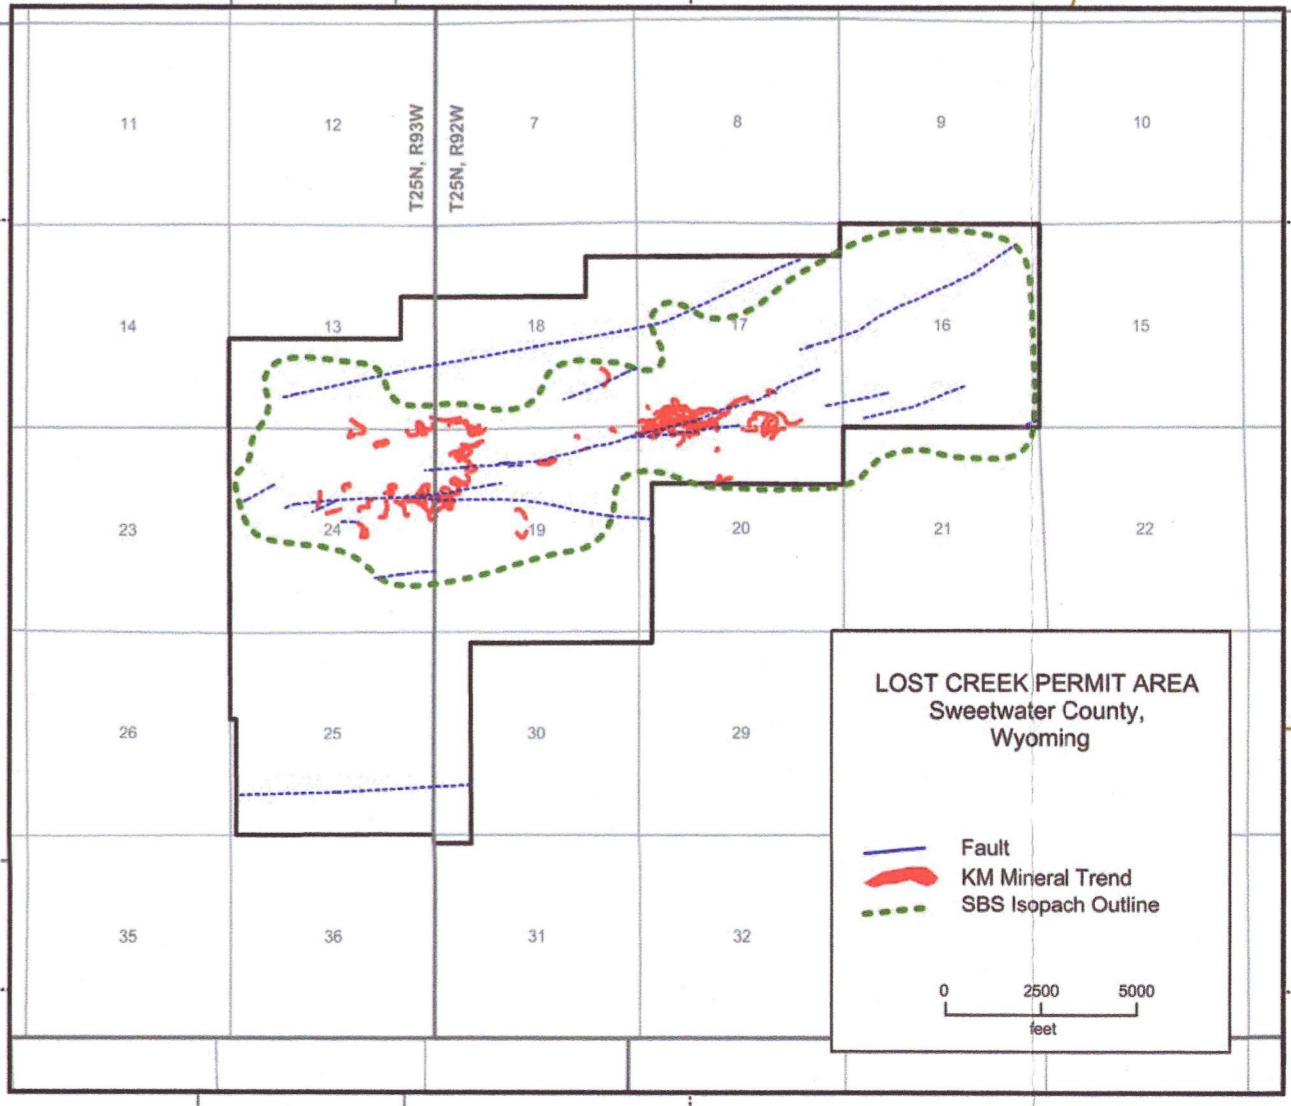 11
12
T25N, R93W
T25N, R92W
7
8
9
10
14
13
18
17
16
15
23
24
19
20
21
22
26
25
30
29
LOST CREEK PERMIT AREA
Sweetwater County,
Wyoming
Fault
KM Mineral Trend
SBS Isopach Outline
0 2500 5000
feet
35
36
31
32